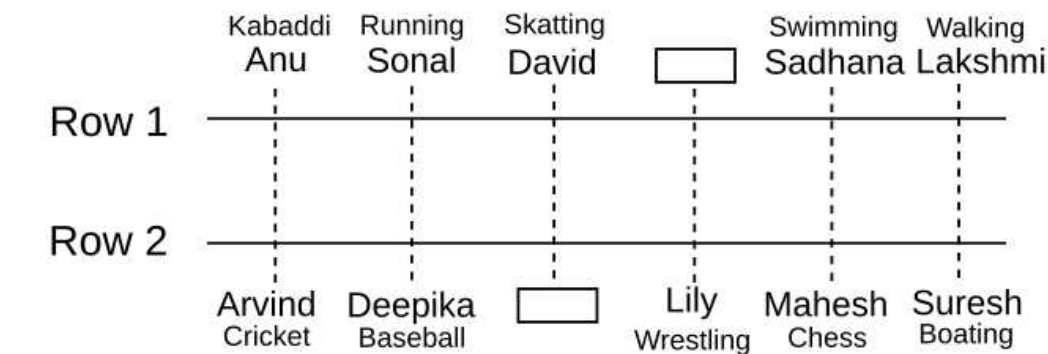 Kabaddi Running Skatting Swimming Walking
Anu Sonal David Sadhana Lakshmi
Row 1
Row 2
Arvind Deepika Lily Mahesh Suresh
Cricket Baseball Wrestling Chess Boating